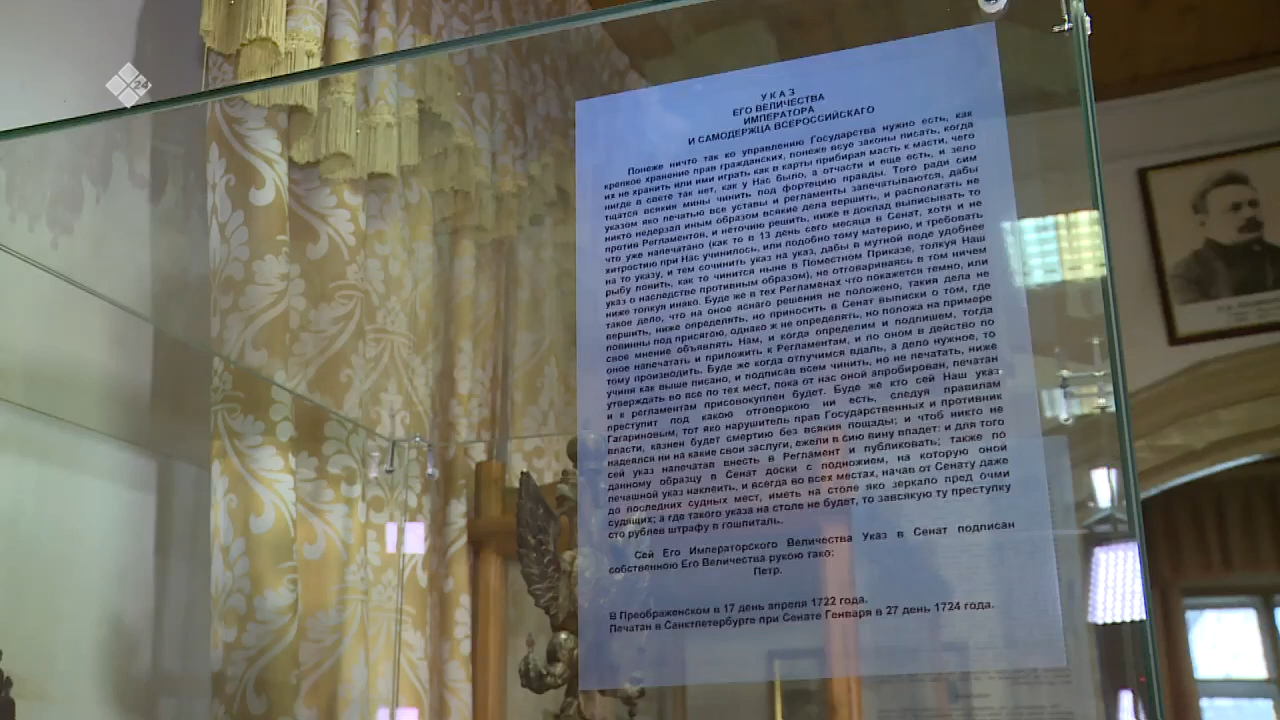 24
У К А З
ЕГО ВЕЛИЧЕСТВА
ИМПЕРАТОРА
И САМОДЕРЖЦА ВСЕРОССИЙСКАГО
Понеже ничто так ко управлению Государства нужно есть, как
крепкое хранение прав гражданских, понеже всуе законы писать, когда
их не хранить или ими играть как в карты прибирая масть к масти, чего
нигде в свете так нет, как у Нас было, а отчасти и еще есть, и зело
тщатся всякии мины чинить под фортецию правды. Того ради сим
указом яко печатью все уставы и регламенты запечатываются, дабы
никто недерзал иным образом всякие дела вершить, и располагать не
против Регламентов, и неточию решить, ниже в доклад выписывать то
что уже напечатано (как то в 13 день сего месяца в Сенат, хотя и не
хитростию при Нас учинилось, или подобно тому материю, и требовать
на то указу, и тем сочинить указ на указ, дабы в мутной воде удобнее
рыбу ловить, как то чинится ныне в Поместном Приказе, толкуя Наш
указ о наследстве противным образом), не отговариваясь в том ничем
ниже толкуя инако. Буде же в тех Регламенах что покажется темно, или
такое дело, что на оное яснаго решения не положено, такия дела не
вершить, ниже определять, но приносить в Сенат выписки о том, где
повинны под присягою, однако ж не определять, но положа на примере
свое мнение объявлять Нам, и когда определим и подпишем, тогда
оное напечатать и приложить к Регламентам, и по оном в действо по
тому производить. Буде же когда отлучимся вдаль, а дело нужное, то
учиня как выше писано, и подписав всем чинить, но не печатать, ниже
утверждать во все по тех мест, пока от нас оной апробирован, печатан
и к регламентам присовокуплен будет. Буде же кто сей Наш указ
преступит под какою отговоркою ни есть, следуя правилам
Гагариновым, тот яко нарушитель прав Государственных и противник
власти, казнен будет смертию без всякия пощады; и чтоб никто не
надеялся ни на какие свои заслуги, ежели в сию вину впадет: и для того
сей указ напечатав внесть в Регламент и публиковать; также по
данному образцу в Сенат доски с подножием, на которую оной
печашной указ наклеить, и всегда во всех местах, начав от Сенату даже
до последних судных мест, иметь на столе яко зеркало пред очми
судящих; а где такого указа на столе не будет, то завсякую ту преступку
сто рублев штрафу в гошпиталь.
Сей Его Императорского Величества Указ в Сенат подписан
собственною Его Величества рукою тако:
Петр.
В Преображенском в 17 день апреля 1722 года.
Печатан в Санктпетербурге при Сенате Генваря в 27 день 1724 года.